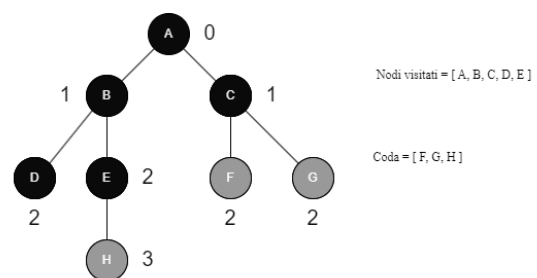 A 0
1 B C 1
Nodi visitati = [ A, B, C, D, E ]
Coda = [ F, G, H ]
D E 2 F G
2 2 2
H 3